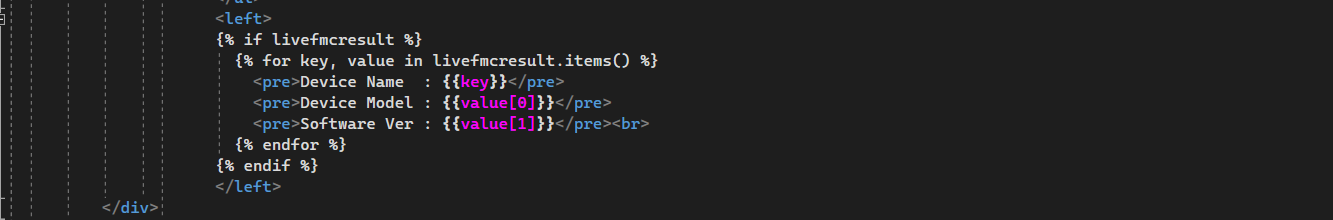 </ul>
<left>
{% if livefmcresult %}
{% for key, value in livefmcresult.items() %}
<pre>Device Name  : {{key}}</pre>
<pre>Device Model : {{value[0]}}</pre>
<pre>Software Ver : {{value[1]}}</pre><br>
{% endfor %}
{% endif %}
</left>
</div>